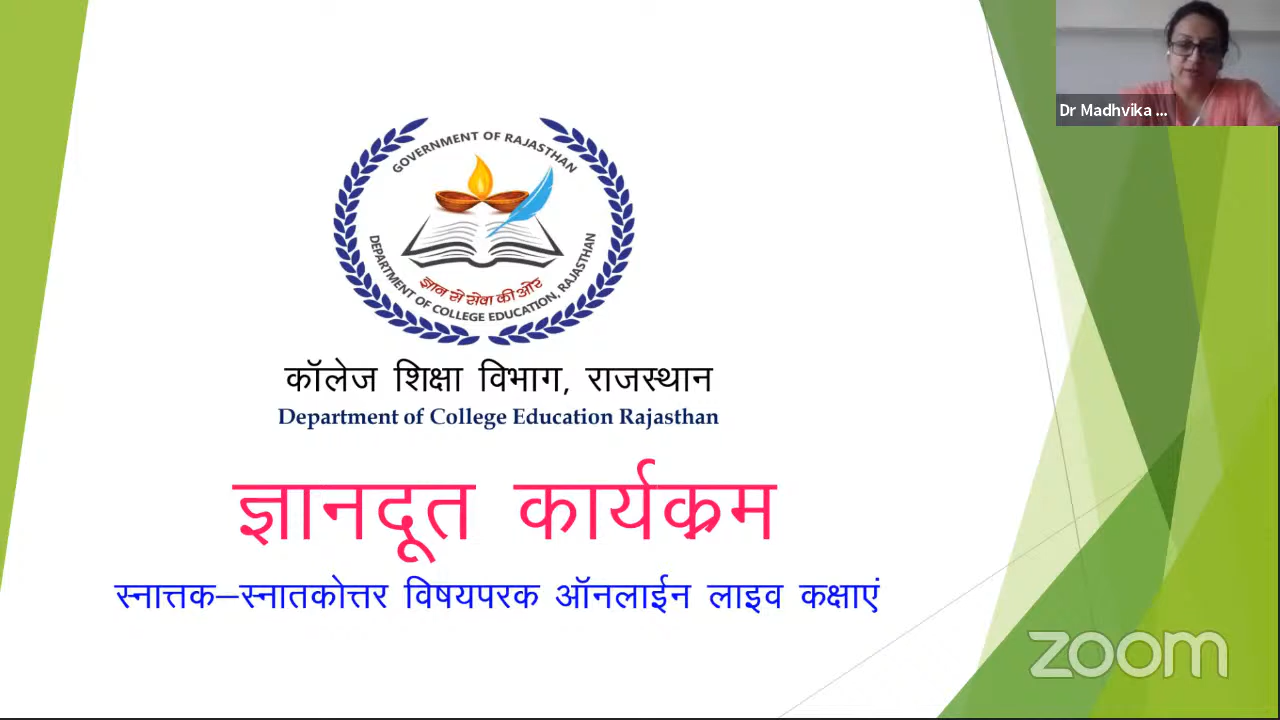 GOVERNMENT OF RAJASTHAN
DEPARTMENT OF COLLEGE EDUCATION, RAJASTHAN
ज्ञान से सेवा की ओर
कॉलेज शिक्षा विभाग, राजस्थान
Department of College Education Rajasthan
ज्ञानदूत कार्यक्रम
स्नात्तक–स्नातकोत्तर विषयपरक ऑनलाईन लाइव कक्षाएं
Dr Madhvika ...
zoom